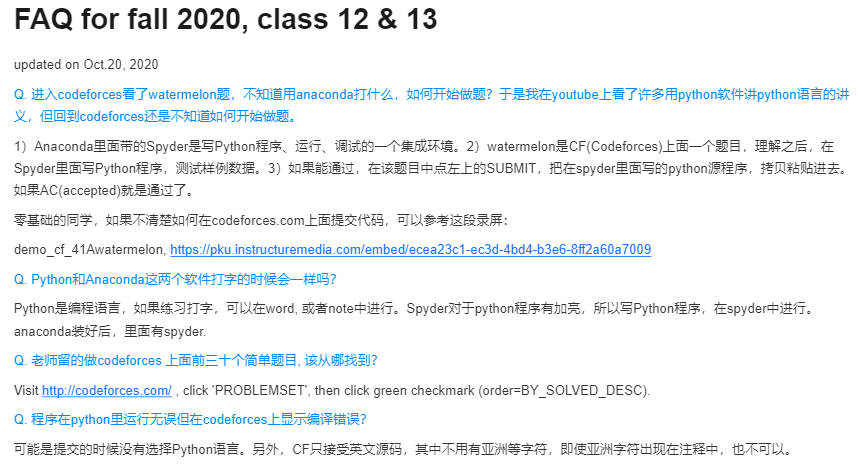 FAQ for fall 2020, class 12 & 13
updated on Oct.20, 2020
Q. 进入codeforces看了watermelon题，不知道用anaconda打什么，如何开始做题？于是我在youtube上看了许多用python软件讲python语言的讲
义，但回到codeforces还是不知道如何开始做题。
1）Anaconda里面带的Spyder是写Python程序、运行、调试的一个集成环境。2）watermelon是CF(Codeforces)上面一个题目，理解之后，在
Spyder里面写Python程序，测试样例数据。3）如果能通过，在该题目中点左上的SUBMIT，把在spyder里面写的python源程序，拷贝粘贴进去。
如果AC(accepted)就是通过了。
零基础的同学，如果不清楚如何在codeforces.com上面提交代码，可以参考这段录屏：
demo_cf_41Awatermelon, https://pku.instructuremedia.com/embed/ecea23c1-ec3d-4bd4-b3e6-8ff2a60a7009
Q. Python和Anaconda这两个软件打字的时候会一样吗？
Python是编程语言，如果练习打字，可以在word, 或者note中进行。Spyder对于python程序有加亮，所以写Python程序，在spyder中进行。
anaconda装好后，里面有spyder.
Q. 老师留的做codeforces 上面前三十个简单题目, 该从哪找到？
Visit http://codeforces.com/ , click 'PROBLEMSET', then click green checkmark (order=BY_SOLVED_DESC).
Q. 程序在python里运行无误但在codeforces上显示编译错误？
可能是提交的时候没有选择Python语言。另外，CF只接受英文源码，其中不用有亚洲等字符，即使亚洲字符出现在注释中，也不可以。